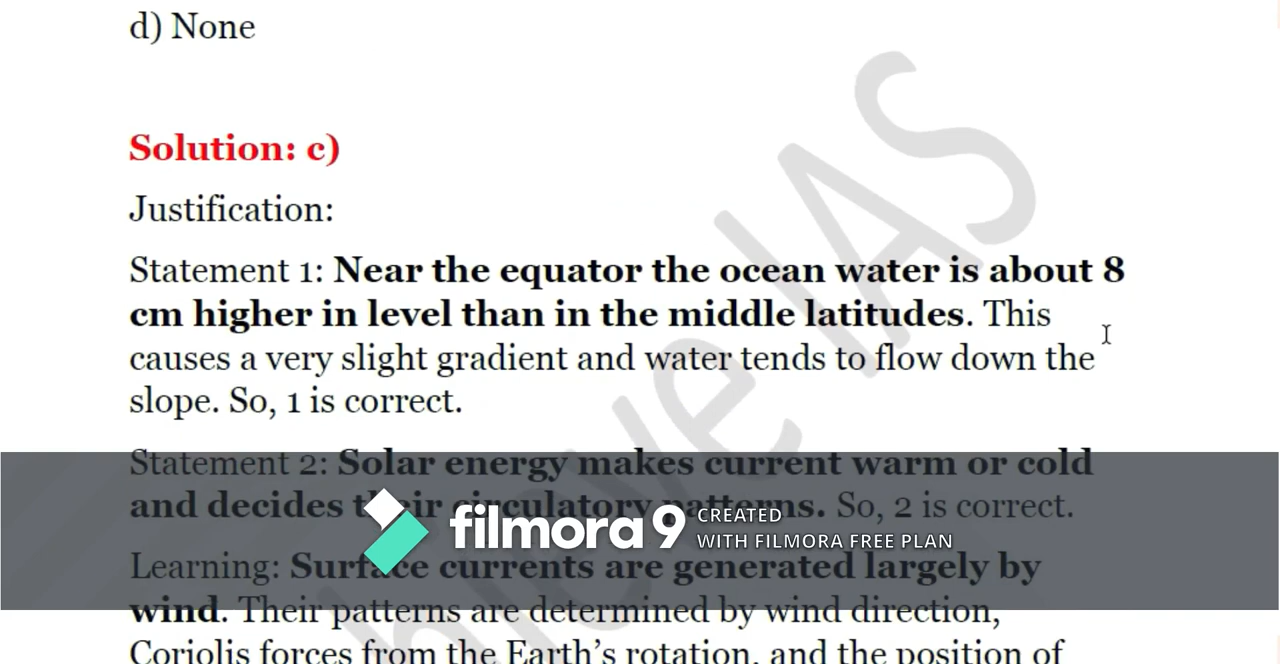 d) None
Solution: c)
Justification:
Statement 1: Near the equator the ocean water is about 8
cm higher in level than in the middle latitudes. This
causes a very slight gradient and water tends to flow down the
slope. So, 1 is correct.
Statement 2: Solar energy makes current warm or cold
and decides their circulatory patterns. So, 2 is correct.
filmora 9
CREATED
WITH FILMORA FREE PLAN
Learning: Surface currents are generated largely by
wind. Their patterns are determined by wind direction,
Coriolis forces from the Earth’s rotation, and the position of
IAS